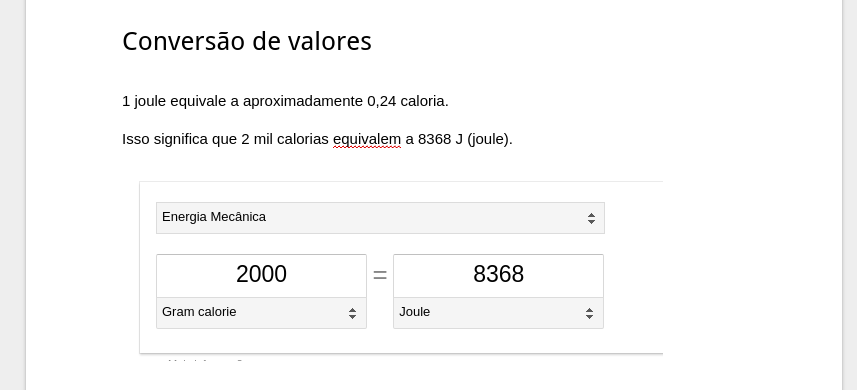 Conversão de valores
1 joule equivale a aproximadamente 0,24 caloria.
Isso significa que 2 mil calorias equivalem a 8368 J (joule).
Energia Mecânica
2000 = 8368
Gram calorie Joule